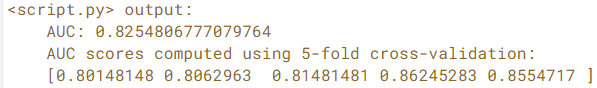 <script.py> output:
AUC: 0.8254806777079764
AUC scores computed using 5-fold cross-validation:
[0.80148148 0.8062963  0.81481481 0.86245283 0.8554717 ]